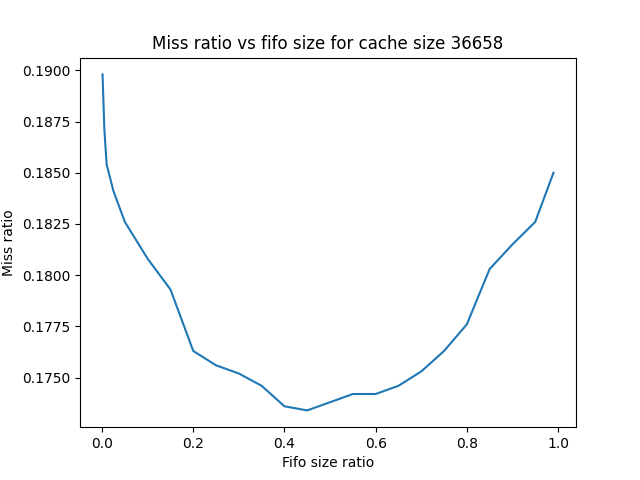 Miss ratio vs fifo size for cache size 36658
0.1900
0.1875
0.1850
0.1825
0.1800
0.1775
0.1750
Miss ratio
0.0 0.2 0.4 0.6 0.8 1.0
Fifo size ratio